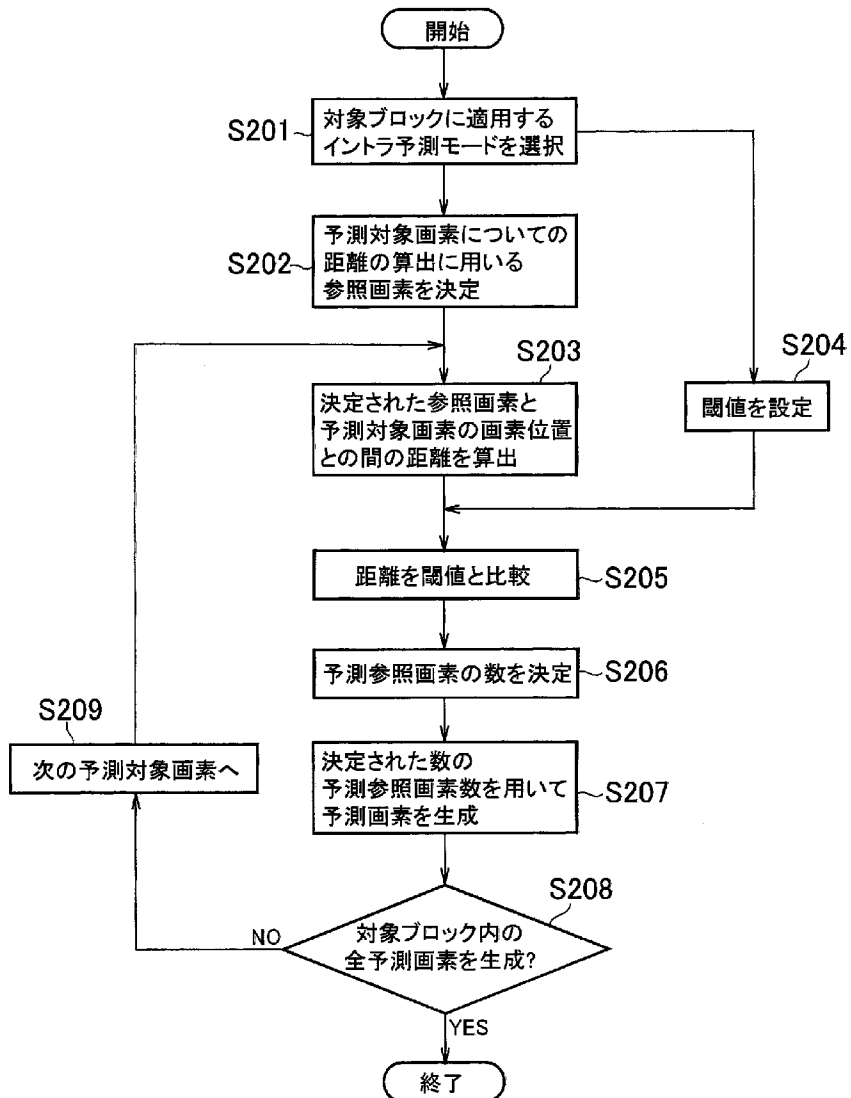 開始
S201
対象ブロックに適用する
イントラ予測モードを選択
S202
予測対象画素についての
距離の算出に用いる
参照画素を決定
S203
決定された参照画素と
予測対象画素の画素位置
との間の距離を算出
S204
閾値を設定
距離を閾値と比較
S205
予測参照画素の数を決定
S206
決定された数の
予測参照画素数を用いて
予測画素を生成
S207
S209
次の予測対象画素へ
S208
対象ブロック内の
全予測画素を生成?
NO
YES
終了